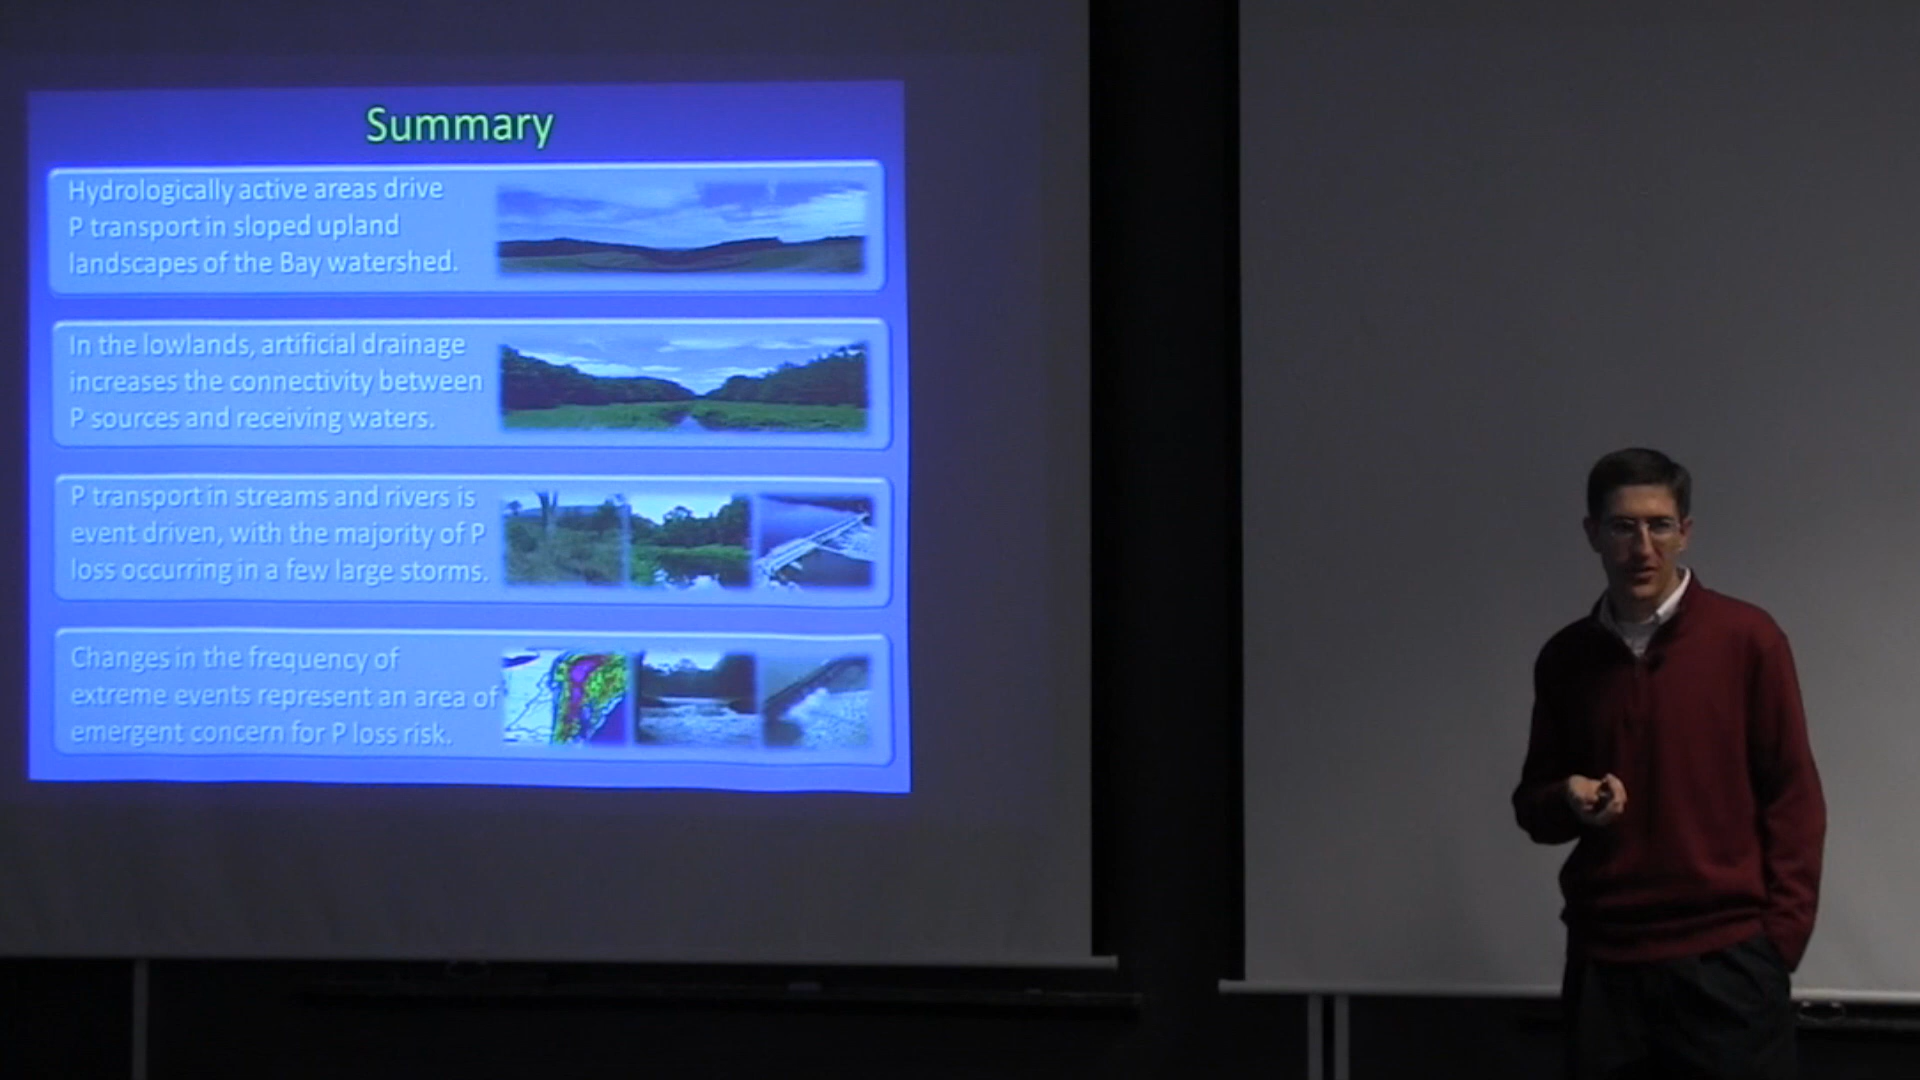 Summary
Hydrologically active areas drive
P transport in sloped upland
landscapes of the Bay watershed.
In the lowlands, artificial drainage
increases the connectivity between
P sources and receiving waters.
P transport in streams and rivers is
event driven, with the majority of P
loss occurring in a few large storms.
Changes in the frequency of
extreme events represent an area of
emergent concern for P loss risk.